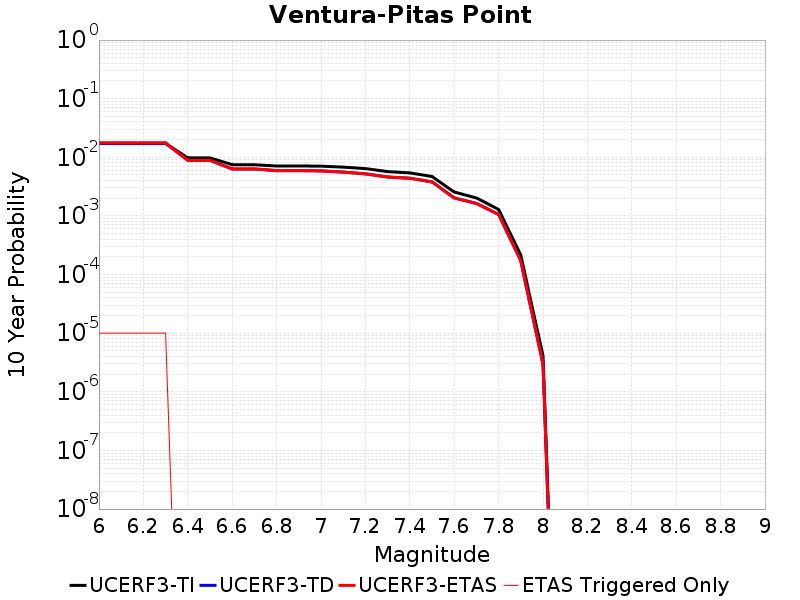 Ventura-Pitas Point
10 Year Probability
10^0
10^-1
10^-2
10^-3
10^-4
10^-5
10^-6
10^-7
10^-8
6 6.2 6.4 6.6 6.8 7 7.2 7.4 7.6 7.8 8 8.2 8.4 8.6 8.8 9
Magnitude
UCERF3-TI UCERF3-TD UCERF3-ETAS ETAS Triggered Only